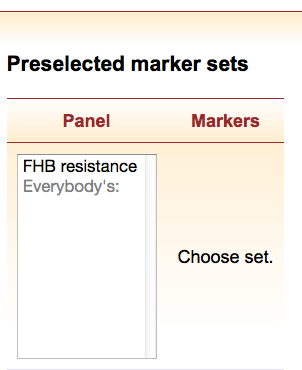 Preselected marker sets
Panel Markers
FHB resistance
Everybody's:
Choose set.